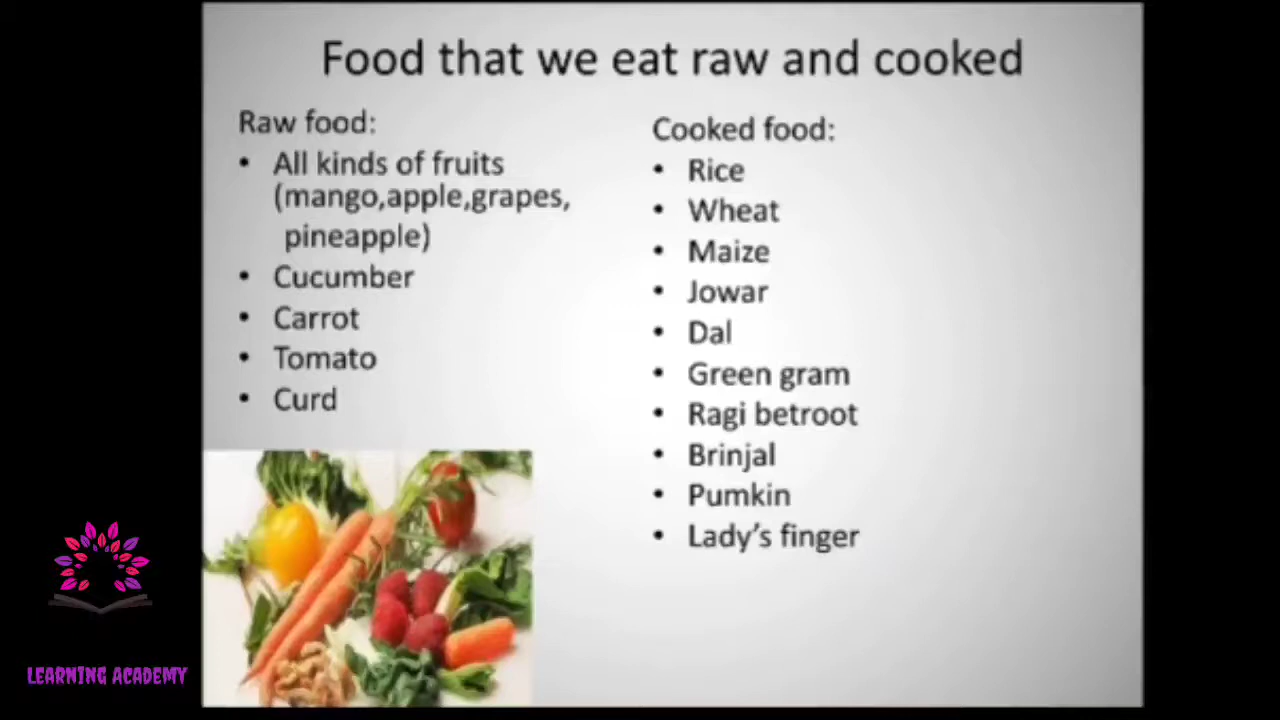 Food that we eat raw and cooked
Raw food:
• All kinds of fruits
(mango,apple,grapes,
pineapple)
• Cucumber
• Carrot
• Tomato
• Curd
Cooked food:
• Rice
• Wheat
• Maize
• Jowar
• Dal
• Green gram
• Ragi betroot
• Brinjal
• Pumkin
• Lady’s finger
LEARNING ACADEMY